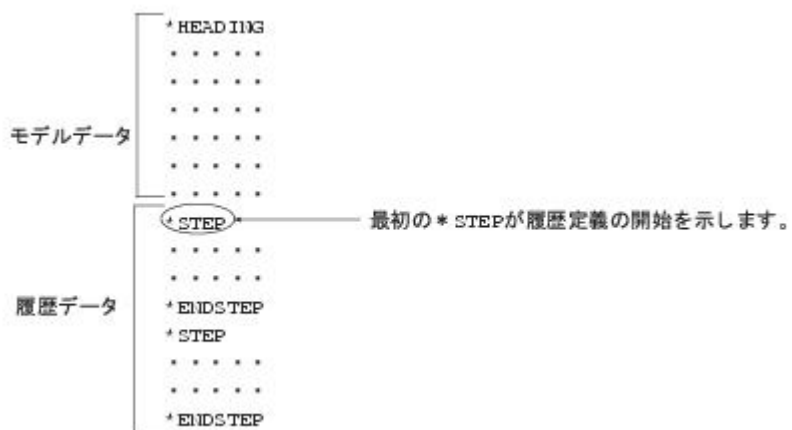 *HEADING
. . . . .
. . . . .
. . . . .
モデルデータ
. . . . .
. . . . .
. . . . .
*STEP 最初の*STEPが履歴定義の開始を示します。
. . . . .
. . . . .
履歴データ
*ENDSTEP
*STEP
. . . . .
. . . . .
*ENDSTEP